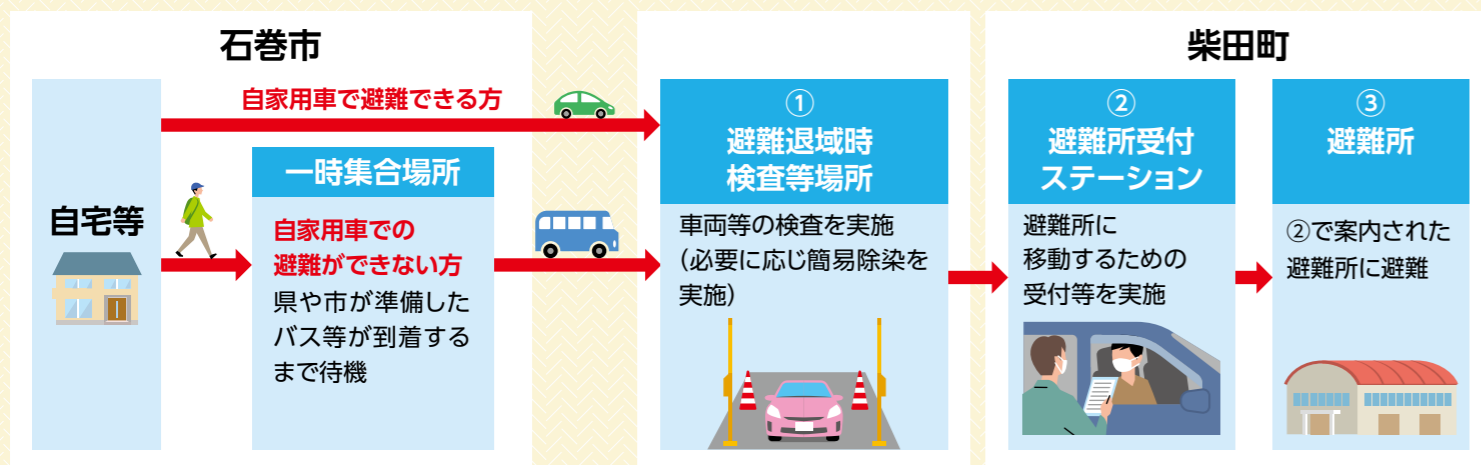 石巻市
自宅等
自家用車で避難できる方
一時集合場所
自家用車での
避難ができない方
県や市が準備した
バス等が到着する
まで待機
①
避難退域時
検査等場所
車両等の検査を実施
（必要に応じ簡易除染を
実施）
柴田町
②
避難所受付
ステーション
避難所に
移動するための
受付等を実施
③
避難所
②で案内された
避難所に避難